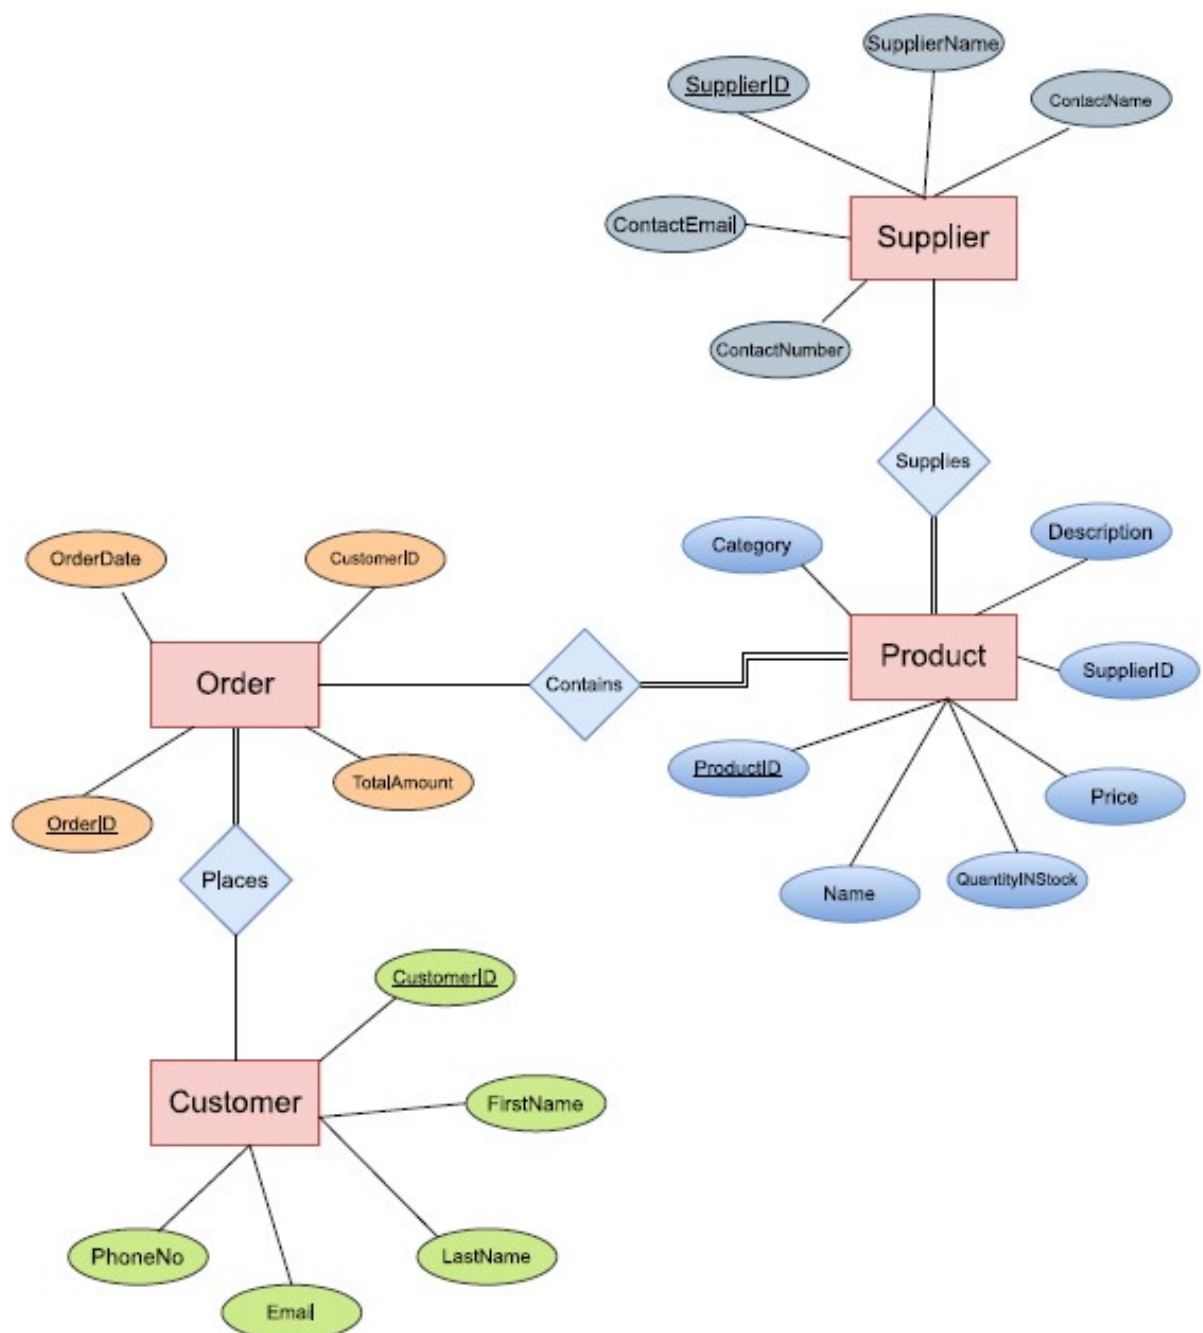 SupplierName
SupplierID
ContactName
ContactEmail
Supplier
ContactNumber
Supplies
Category
Description
OrderDate
CustomerID
Product
SupplierID
Order
Contains
ProductID
TotalAmount
Price
OrderID
Places
Name
QuantityINStock
CustomerID
Customer
FirstName
PhoneNo
LastName
Email